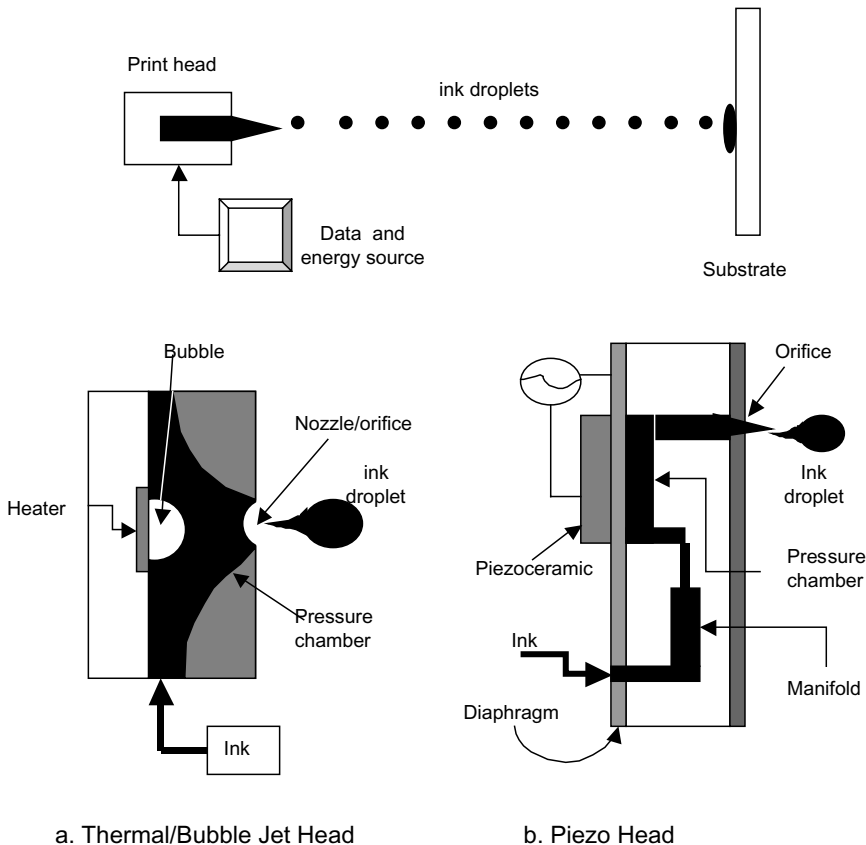 Print head
ink droplets
Data and
energy source
Substrate
Bubble
Nozzle/orifice
ink
droplet
Heater
Pressure
chamber
Ink
a. Thermal/Bubble Jet Head
Orifice
Ink
droplet
Piezoceramic
Pressure
chamber
Ink
Manifold
Diaphragm
b. Piezo Head